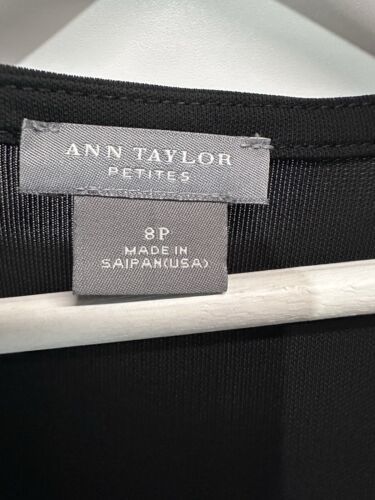 ANN TAYLOR
PETITES
8P
MADE IN
SAIPAN(USA)